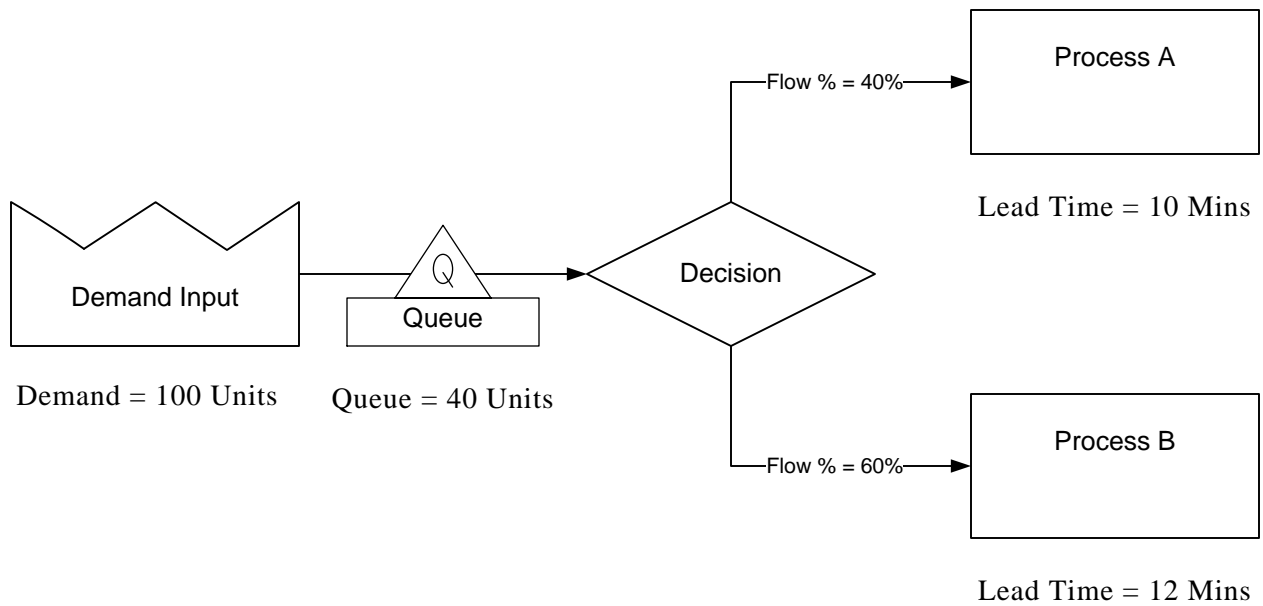 Process A
Flow % = 40%
Lead Time = 10 Mins
Demand Input
Q
Queue
Decision
Demand = 100 Units
Queue = 40 Units
Process B
Flow % = 60%
Lead Time = 12 Mins